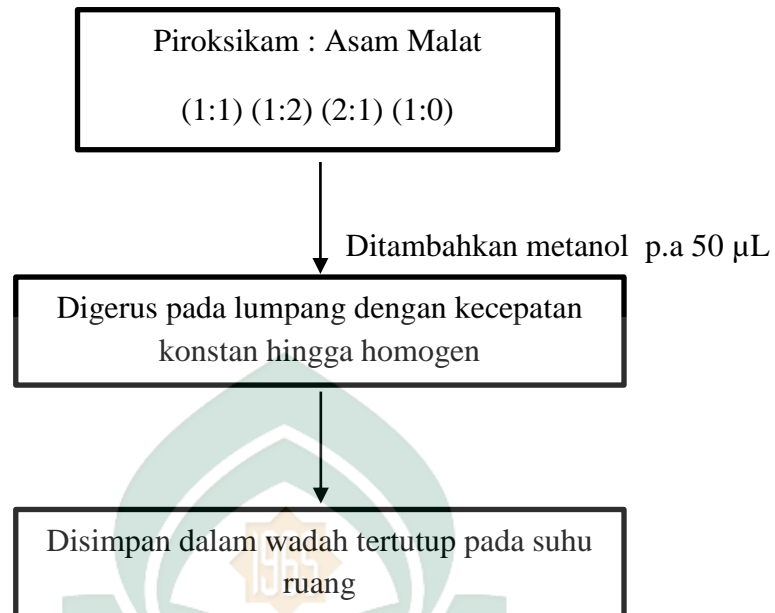 Piroksikam : Asam Malat
(1:1) (1:2) (2:1) (1:0)
Ditambahkan metanol p.a 50 µL
Digerus pada lumpang dengan kecepatan
konstan hingga homogen
Disimpan dalam wadah tertutup pada suhu
ruang
1965